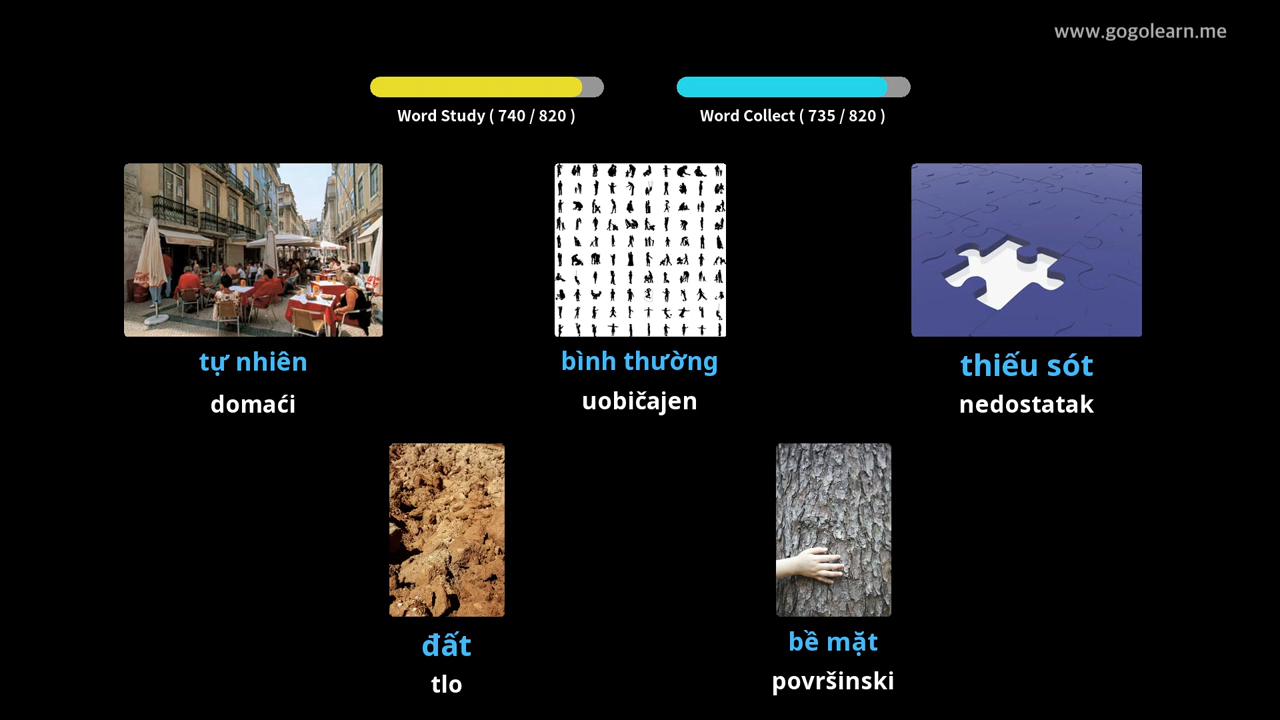 www.gogolearn.me
Word Study ( 740 / 820 )
Word Collect ( 735 / 820 )
tự nhiên
domaći
bình thường
uobičajen
thiếu sót
nedostatak
đất
tlo
bề mặt
površinski